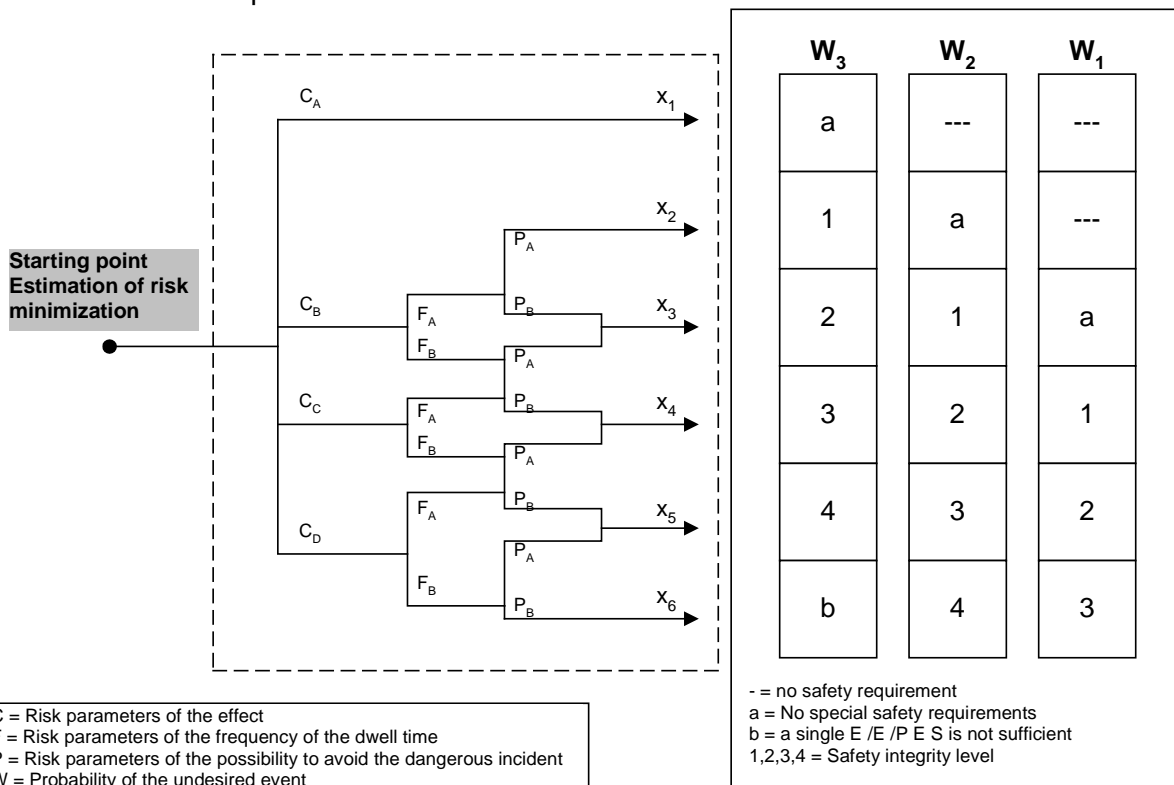 Starting point
Estimation of risk
minimization
C_A
X_1
X_2
P_A
C_B
F_A
P_B
X_3
F_B
P_A
C_C
F_A
P_B
X_4
F_B
P_A
C_D
F_A
P_B
X_5
P_A
F_B
P_B
X_6
W_3 W_2 W_1
a --- ---
1 a ---
2 1 a
3 2 1
4 3 2
b 4 3
- = no safety requirement
a = No special safety requirements
b = a single E /E /P E S is not sufficient
1,2,3,4 = Safety integrity level
C = Risk parameters of the effect
= Risk parameters of the frequency of the dwell time
= Risk parameters of the possibility to avoid the dangerous incident
W = Probability of the undesired event